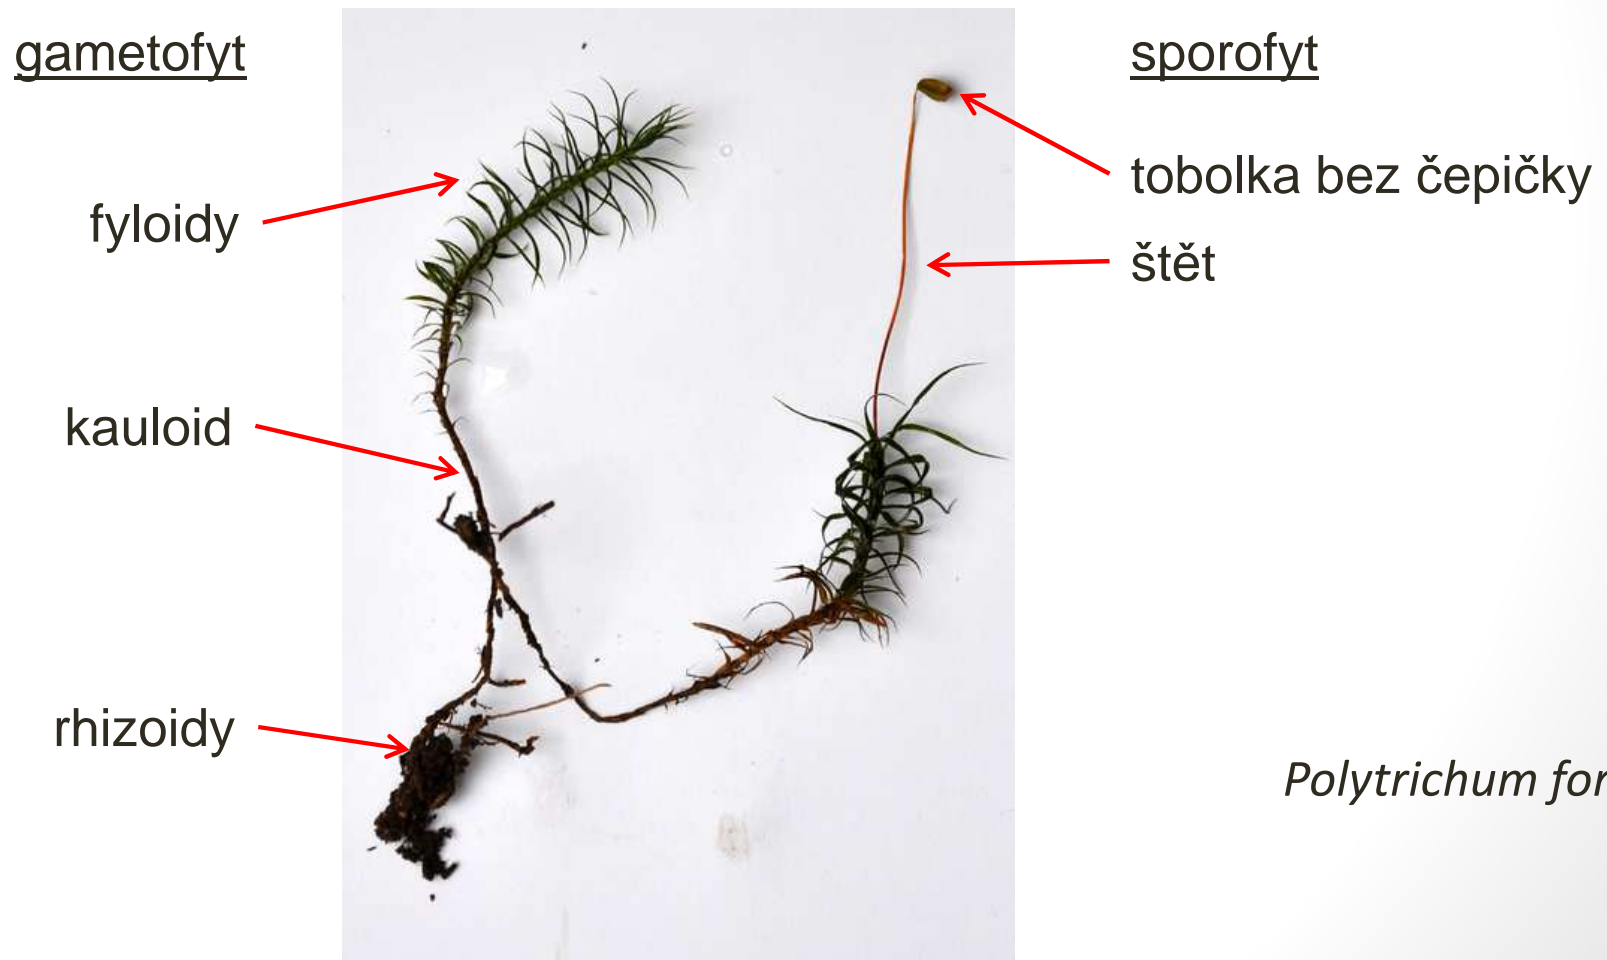 gametofyt
sporofyt
tobolka bez čepičky
fyloidy
štět
kauloid
rhizoidy
Polytrichum for